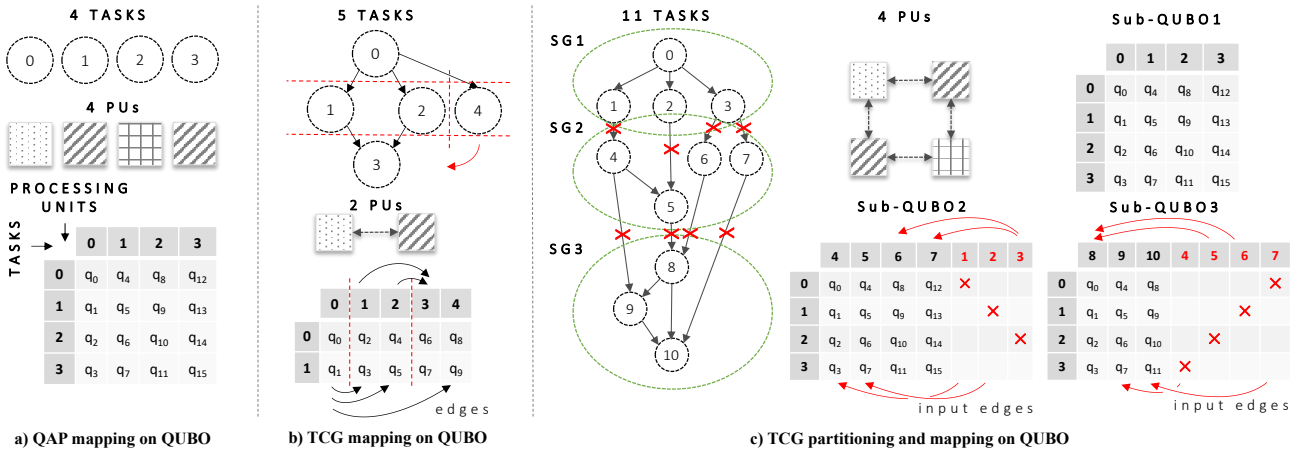 4 TASKS
0 1 2 3
4 PUs
PROCESSING
UNITS
TASKS
0 1 2 3
0 q0 q4 q8 q12
1 q1 q5 q9 q13
2 q2 q6 q10 q14
3 q3 q7 q11 q15
a) QAP mapping on QUBO
5 TASKS
0
1 2 4
3
2 PUs
0 1 2 3 4
0 q0 q2 q4 q6 q8
1 q1 q3 q5 q7 q9
edges
b) TCG mapping on QUBO
11 TASKS
SG1
0
1 2 3
SG2
4 6 7
5
SG3
8
9
10
4 PUs
Sub-QUBO1
0 1 2 3
0 q0 q4 q8 q12
1 q1 q5 q9 q13
2 q2 q6 q10 q14
3 q3 q7 q11 q15
Sub-QUBO2
4 5 6 7 1 2 3
0 q0 q4 q8 q12
1 q1 q5 q9 q13
2 q2 q6 q10 q14
3 q3 q7 q11 q15
input edges
Sub-QUBO3
8 9 10 4 5 6 7
0 q0 q4 q8
1 q1 q5 q9
2 q2 q6 q10
3 q3 q7 q11
input edges
c) TCG partitioning and mapping on QUBO